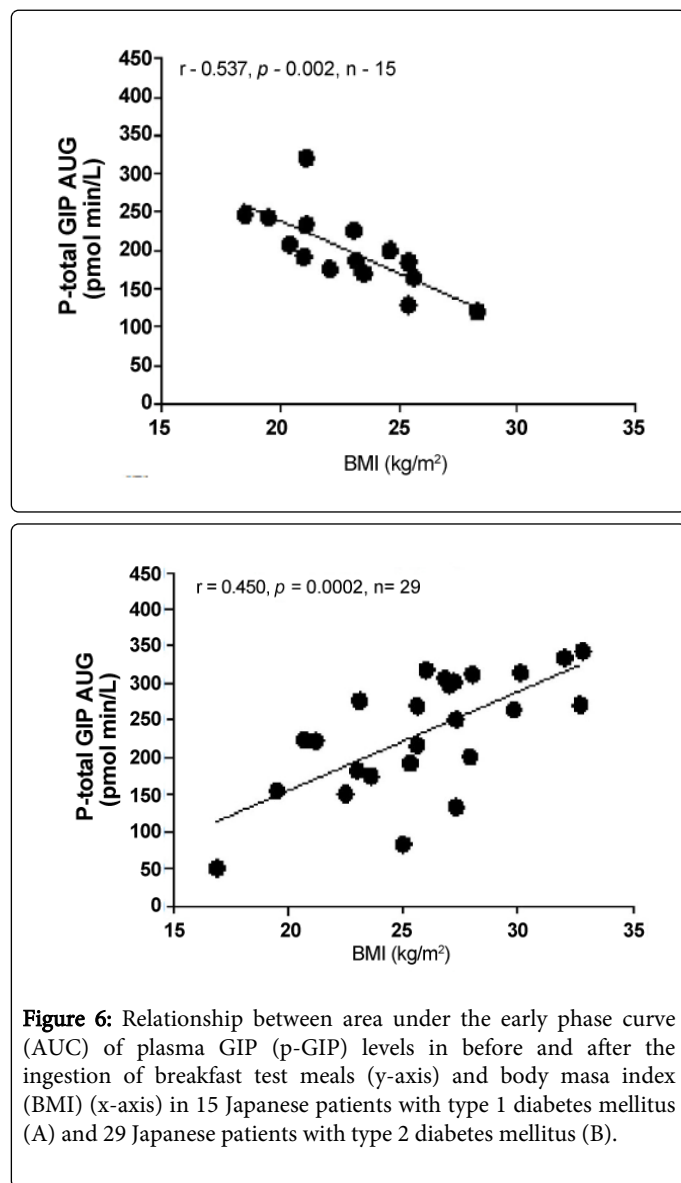 r - 0.537, p - 0.002, n - 15
P-total GIP AUG
(pmol min/L)
450
400
350
300
250
200
150
100
50
0
15
20
25
30
35
BMI (kg/m²)
r = 0.450, p = 0.0002, n= 29
P-total GIP AUG
(pmol min/L)
450
400
350
300
250
200
150
100
50
0
15
20
25
30
35
BMI (kg/m²)
Figure 6: Relationship between area under the early phase curve
(AUC) of plasma GIP (p-GIP) levels in before and after the
ingestion of breakfast test meals (y-axis) and body masa index
(BMI) (x-axis) in 15 Japanese patients with type 1 diabetes mellitus
(A) and 29 Japanese patients with type 2 diabetes mellitus (B).